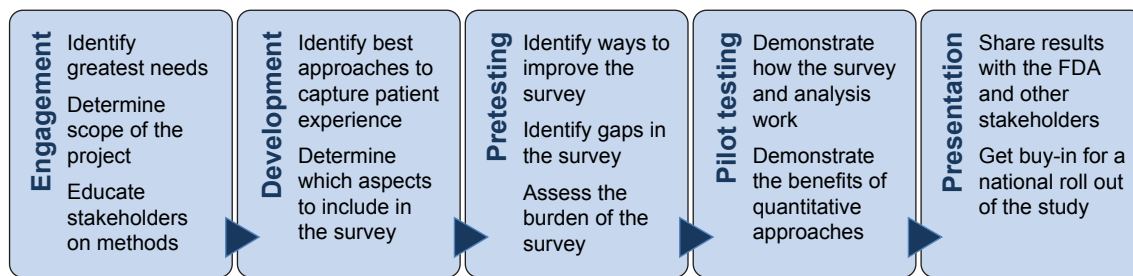 Engagement
Identify
greatest needs
Determine
scope of the
project
Educate
stakeholders
on methods
Development
Identify best
approaches to
capture patient
experience
Determine
which aspects
to include in
the survey
Pretesting
Identify ways to
improve the
survey
Identify gaps in
the survey
Assess the
burden of the
survey
Pilot testing
Demonstrate
how the survey
and analysis
work
Demonstrate
the benefits of
quantitative
approaches
Presentation
Share results
with the FDA
and other
stakeholders
Get buy-in for a
national roll out
of the study